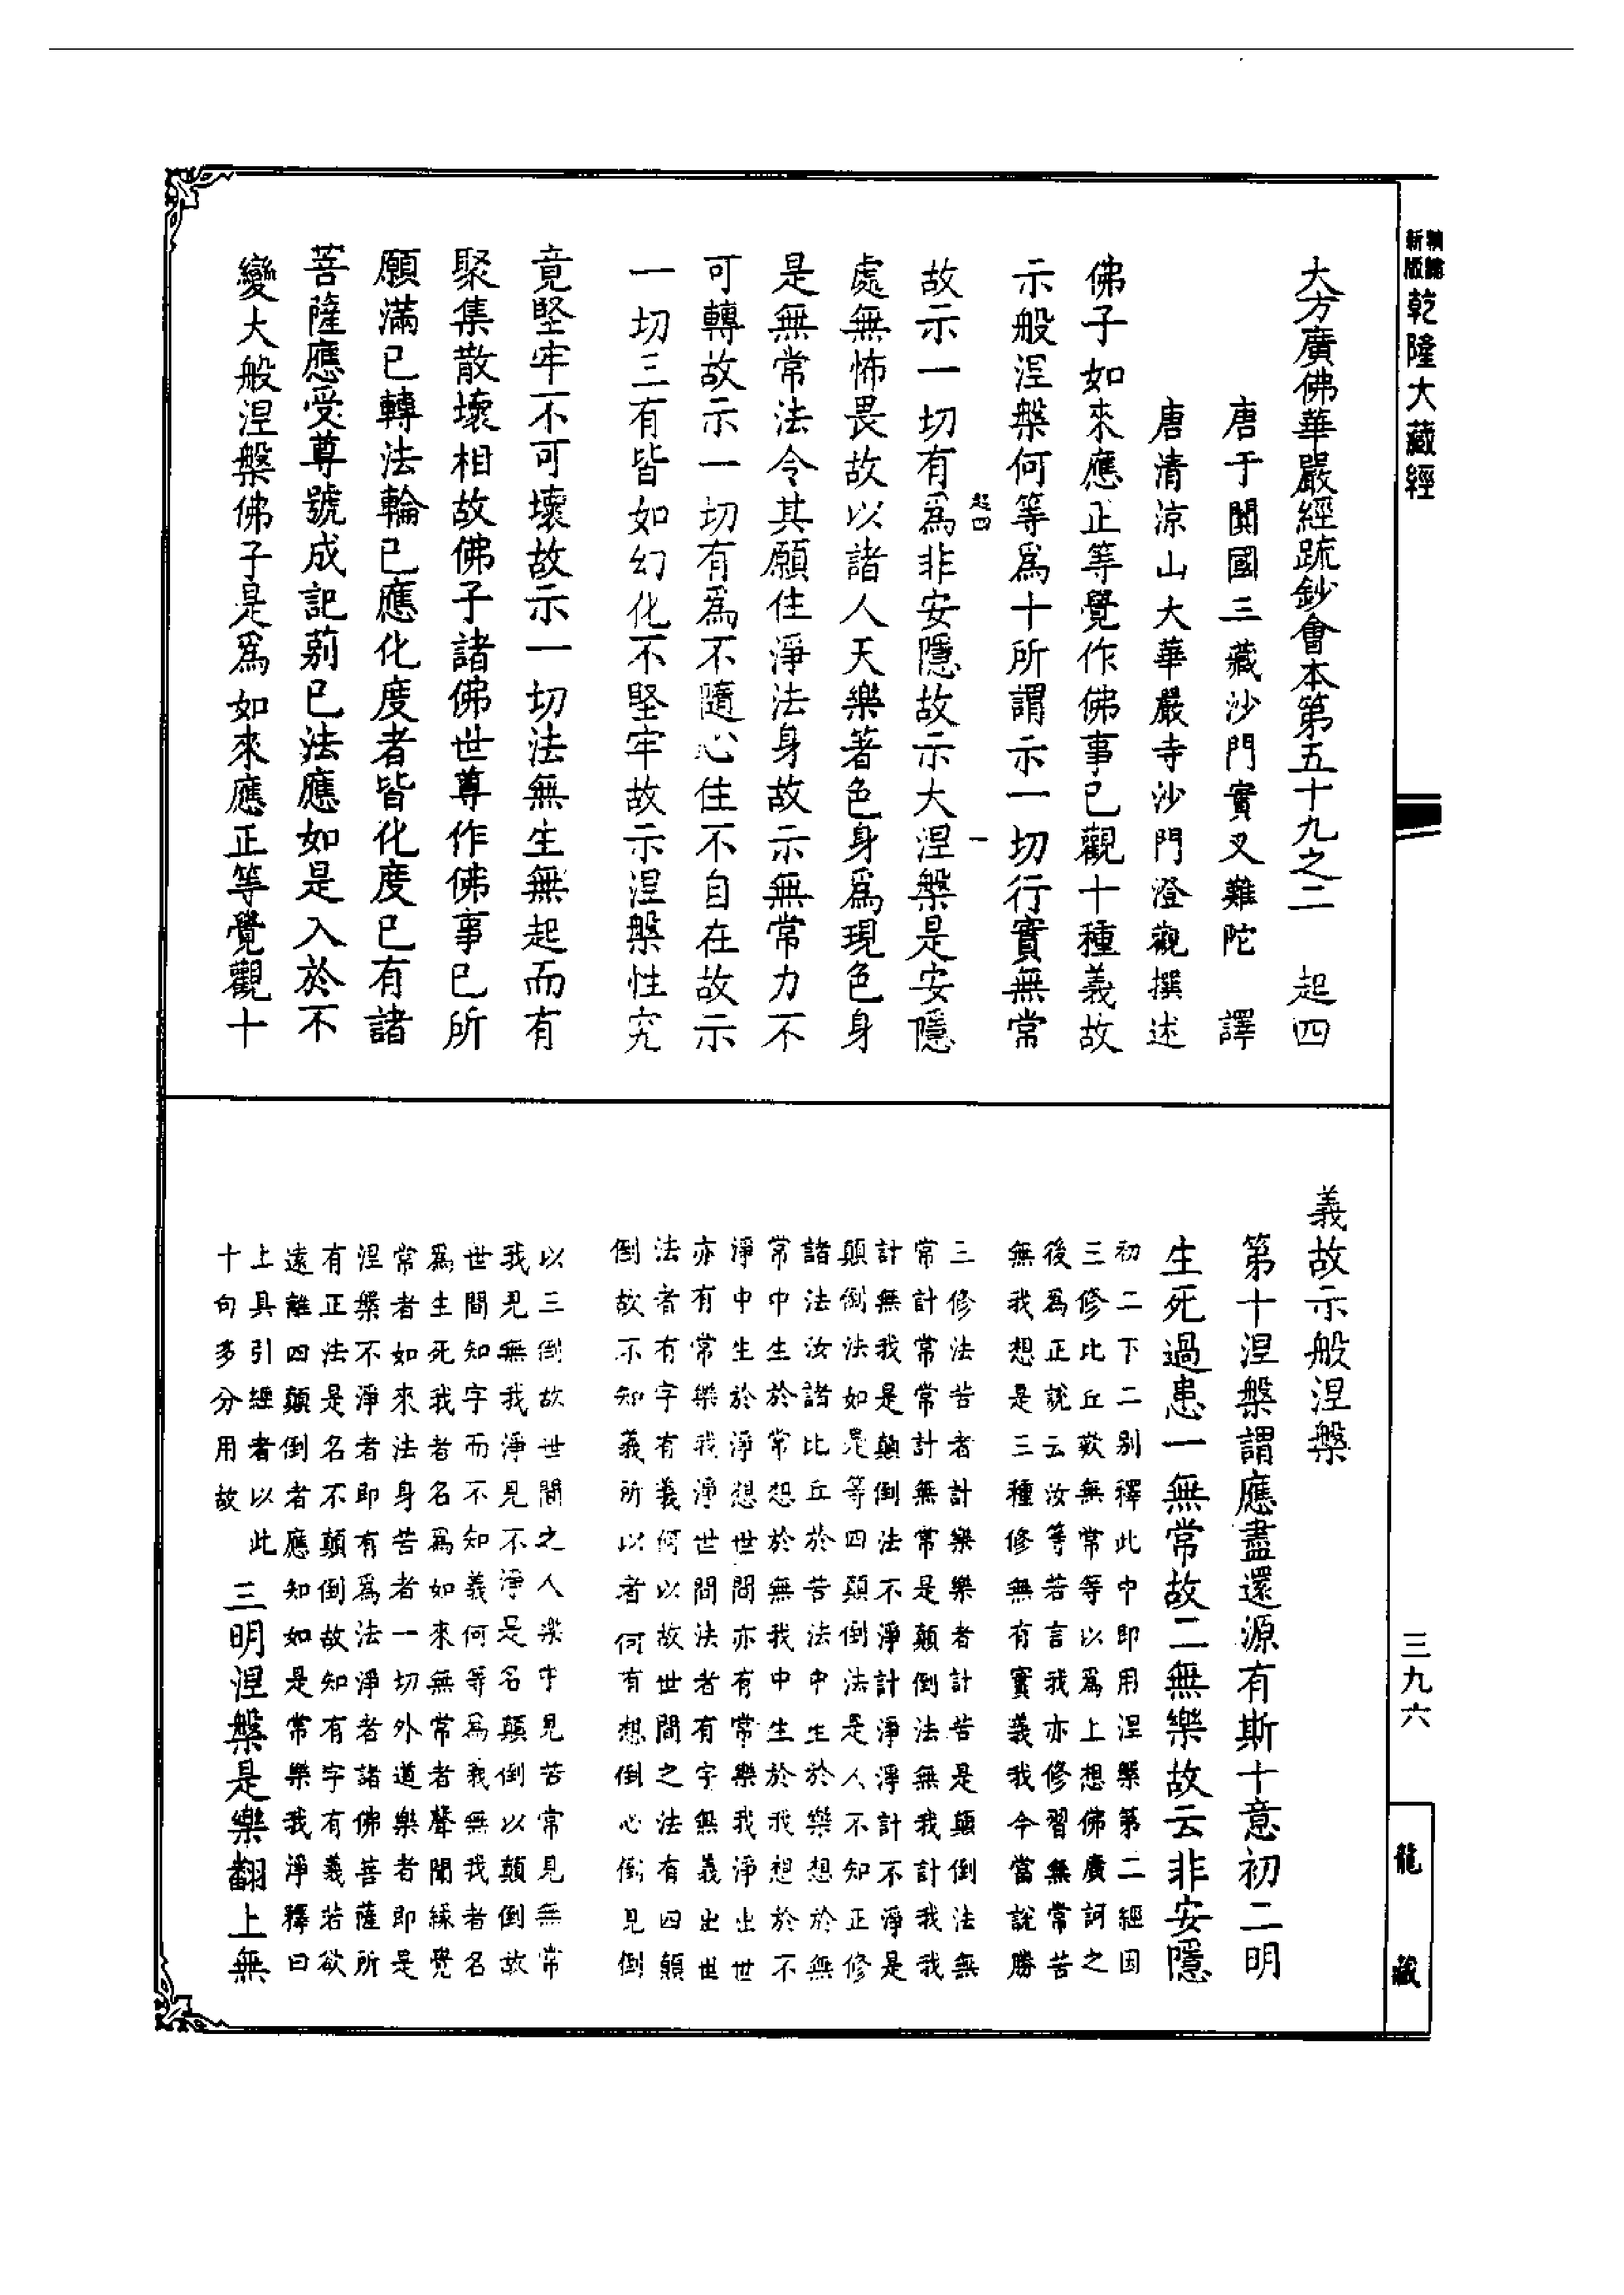 新編
新版
乾隆大藏經
大方廣佛華嚴經疏鈔會本第五十九之二　起四
唐于闐國三藏沙門實叉難陀　譯
唐清涼山大華嚴寺沙門澄觀撰述
佛子如來應正等覺作佛事已觀十種義故
示般涅槃何等爲十所謂示一切行實無常
起四　一
故示一切有爲非安隱故示大涅槃是安隱
處無怖畏故以諸人天樂著色身爲現色身
是無常法令其願住淨法身故示無常力不
可轉故示一切有爲不隨心住不自在故示
一切三有皆如幻化不堅牢故示涅槃性究
竟堅牢不可壞故示一切法無生無起而有
聚集散壞相故佛子諸佛世尊作佛事已所
願滿已轉法輪已應化度者皆化度已有諸
菩薩應受尊號成記莂已法應如是入於不
變大般涅槃佛子是爲如來應正等覺觀十
義故示般涅槃
第十涅槃謂應盡還源有斯十意初二明
生死過患一無常故二無樂故云非安隱
初二下二別釋此中即用涅槃第二經因
三修比丘歎無常等以爲上想佛廣訶之
後爲正說云汝等若言我亦修習無常苦
無我想是三種修無有實義我今當說勝
三修法苦者計樂樂者計苦是顛倒法無
常計常常計無常是顛倒法無我計我我
計無我是顛倒法不淨計淨淨計不淨是
顛倒法如是等四顛倒法是人不知正修
諸法汝諸比丘於苦法中生於樂想於無
常中生於常想於無我中生於我想於不
淨中生於淨想世間亦有常樂我淨出世
亦有常樂我淨世間法者有字無義出世
法者有字有義何以故世間之法有四顛
倒故不知義所以者何有想倒心倒見倒
以三倒故世間之人樂中見苦常見無常
我見無我淨見不淨是名顛倒以顛倒故
世間知字而不知義何等爲義無我者名
爲生死我者名爲如來無常者聲聞緣覺
常者如來法身苦者一切外道樂者即是
涅槃不淨者即有爲法淨者諸佛菩薩所
有正法是名不顛倒故知有字有義若欲
遠離四顛倒者應知如是常樂我淨釋曰
上具引經者以此
十句多分用故
三明涅槃是樂翻上無
三九六
龍藏